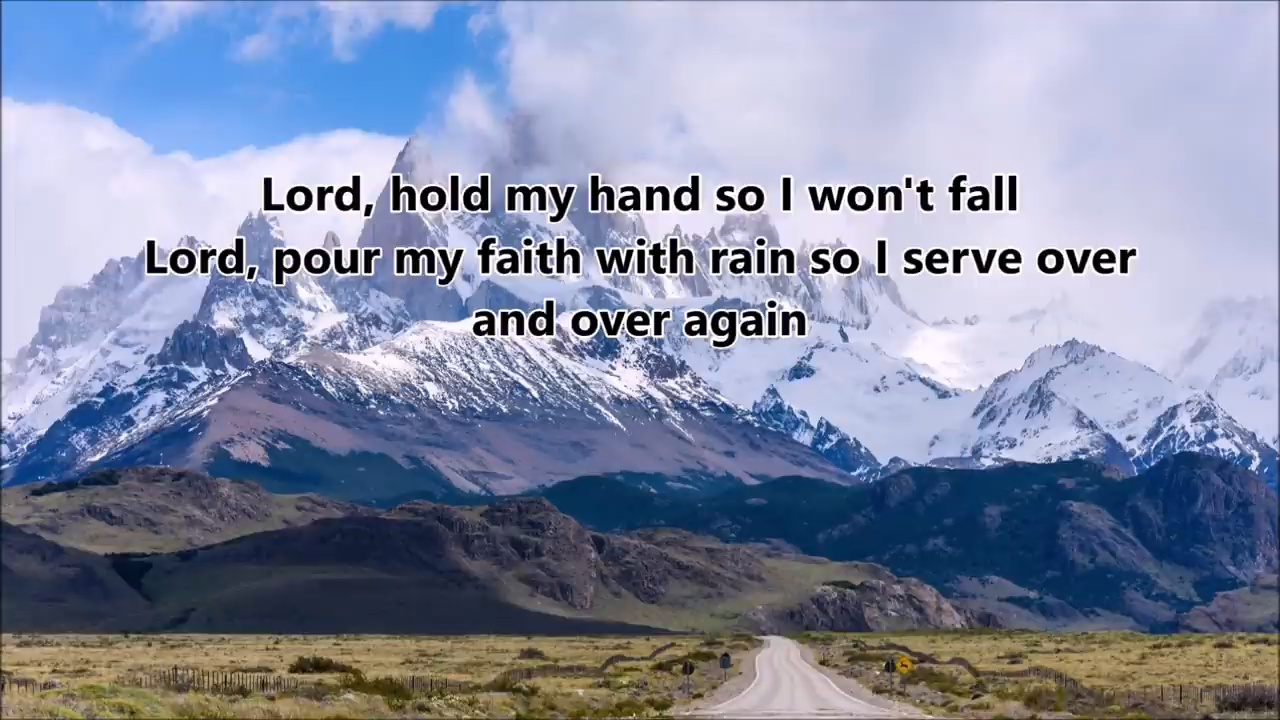 Lord, hold my hand so I won't fall
Lord, pour my faith with rain so I serve over
and over again